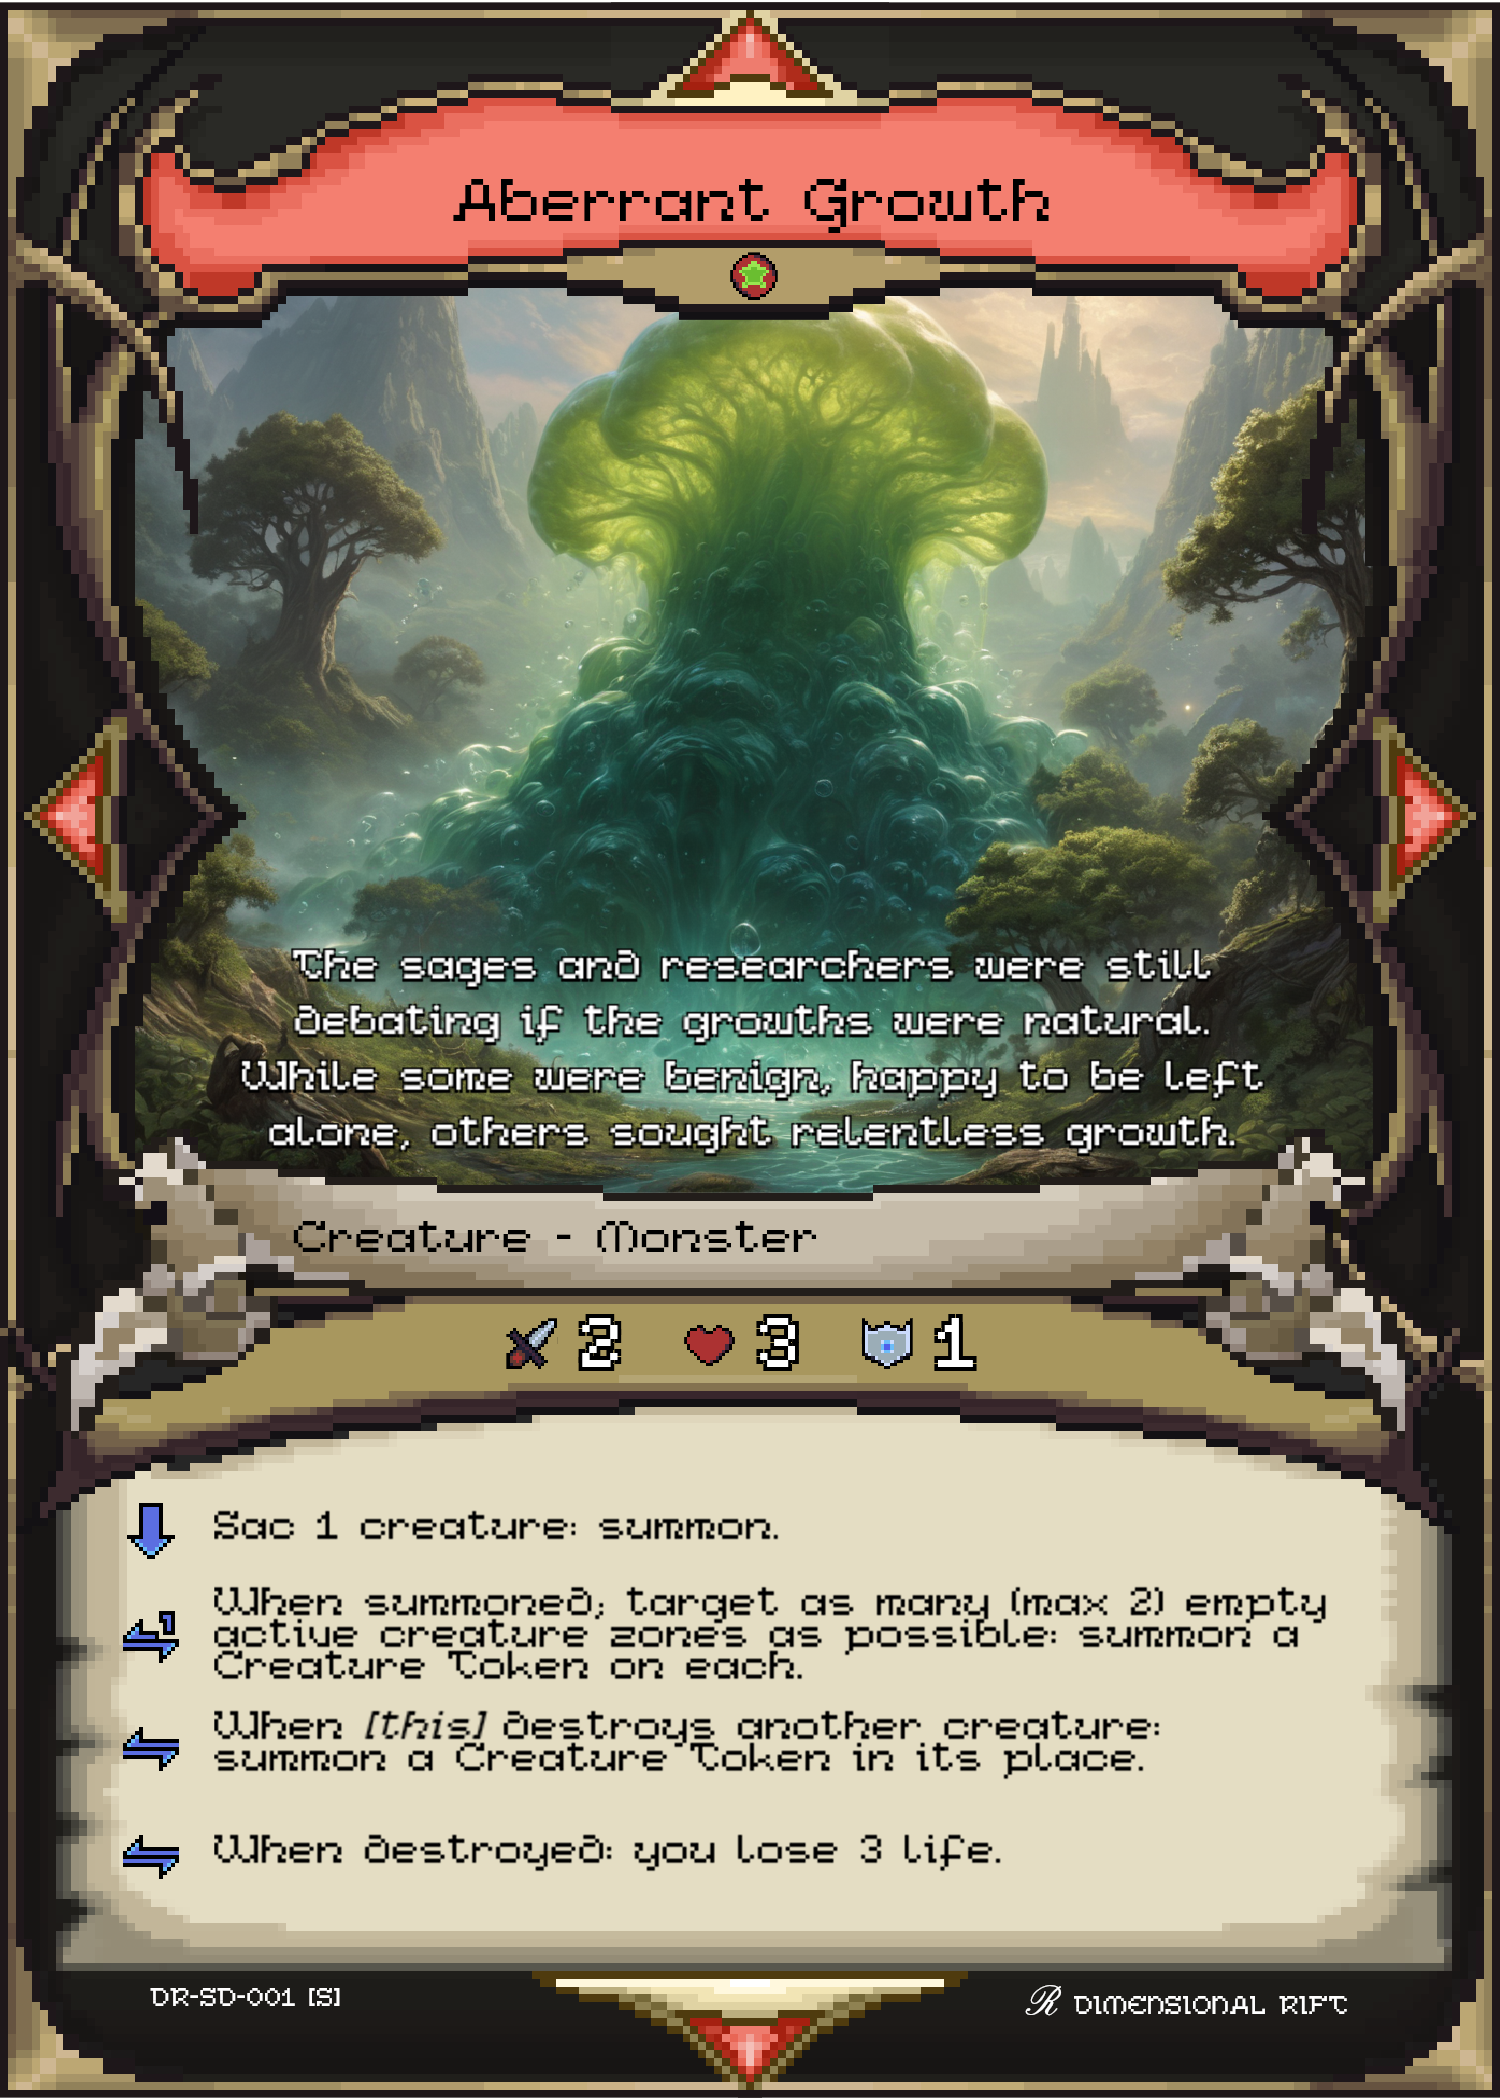 Aberrant Growth
The sages and researchers were still
debating if the growths were natural.
While some were benign, happy to be left
alone, others sought relentless growth.
Creature - Monster
2 3 1
Sac 1 creature: summon.
When summoned; target as many (max 2) empty
active creature zones as possible: summon a
Creature Token on each.
When [this] destroys another creature:
summon a Creature Token in its place.
When destroyed: you lose 3 life.
DR-SD-001 [S]
R DIMENSIONAL RIFT